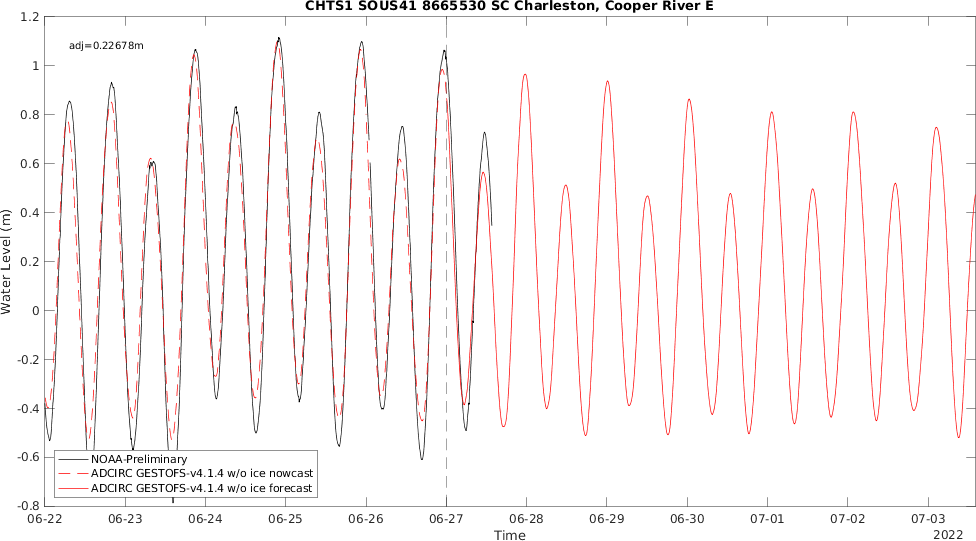 CHTS1 SOUS41 8665530 SC Charleston, Cooper River E
1.2
adj=0.22678m
1
0.8
0.6
0.4
0.2
0
-0.2
-0.4
-0.6
-0.8
Water Level (m)
NOAA-Preliminary
ADCIRC GESTOFS-v4.1.4 w/o ice nowcast
ADCIRC GESTOFS-v4.1.4 w/o ice forecast
06-22 06-23 06-24 06-25 06-26 06-27 06-28 06-29 06-30 07-01 07-02 07-03
Time
2022